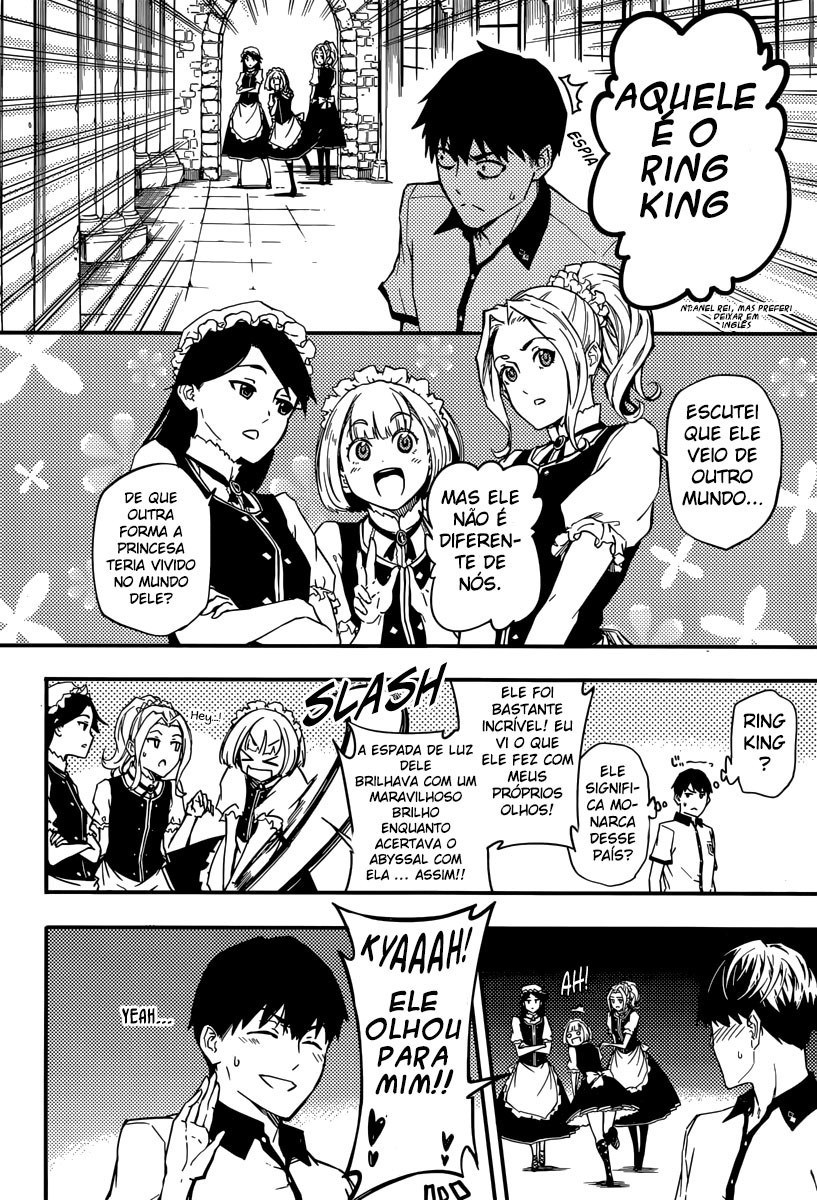 AQUELE
É O
RING
KING
ESPIA
NT:ANEL REI, MAS PREFERI
DEIXAR EM
INGLÊS
ESCUTEI
QUE ELE
VEIO DE
OUTRO
MUNDO...
MAS ELE
NÃO É
DIFEREN-
TE DE
NÓS.
DE QUE
OUTRA
FORMA A
PRINCESA
TERIA VIVIDO
NO MUNDO
DELE?
RING
KING
?
ELE
SIGNIFI-
CA MO-
NARCA
DESSE
PAÍS?
ELE FOI
BASTANTE
INCRÍVEL! EU
VI O QUE
ELE FEZ COM
MEUS
PRÓPRIOS
OLHOS!
SLASH
A ESPADA DE LUZ
DELE
BRILHAVA COM UM
MARAVILHOSO
BRILHO
ENQUANTO
ACERTAVA O
ABYSSAL COM
ELA ... ASSIM!!
Hey...!
AH!
KYAAAH!
ELE
OLHOU
PARA
MIM!!
YEAH...